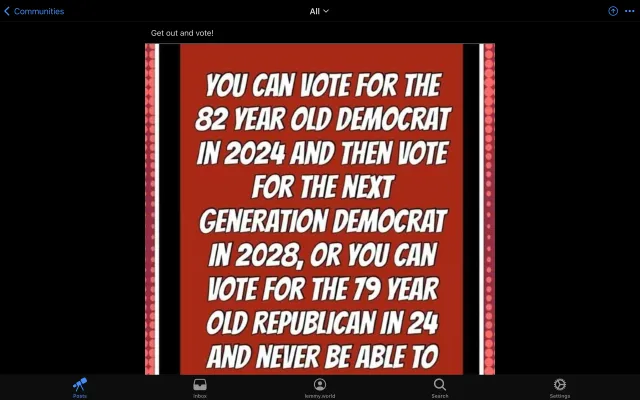 Communities
All
Get out and vote!
YOU CAN VOTE FOR THE
82 YEAR OLD DEMOCRAT
IN 2024 AND THEN VOTE
FOR THE NEXT
GENERATION DEMOCRAT
IN 2028, OR YOU CAN
VOTE FOR THE 79 YEAR
OLD REPUBLICAN IN 24
AND NEVER BE ABLE TO
Posts
Inbox
lemmy.world
Search
Settings